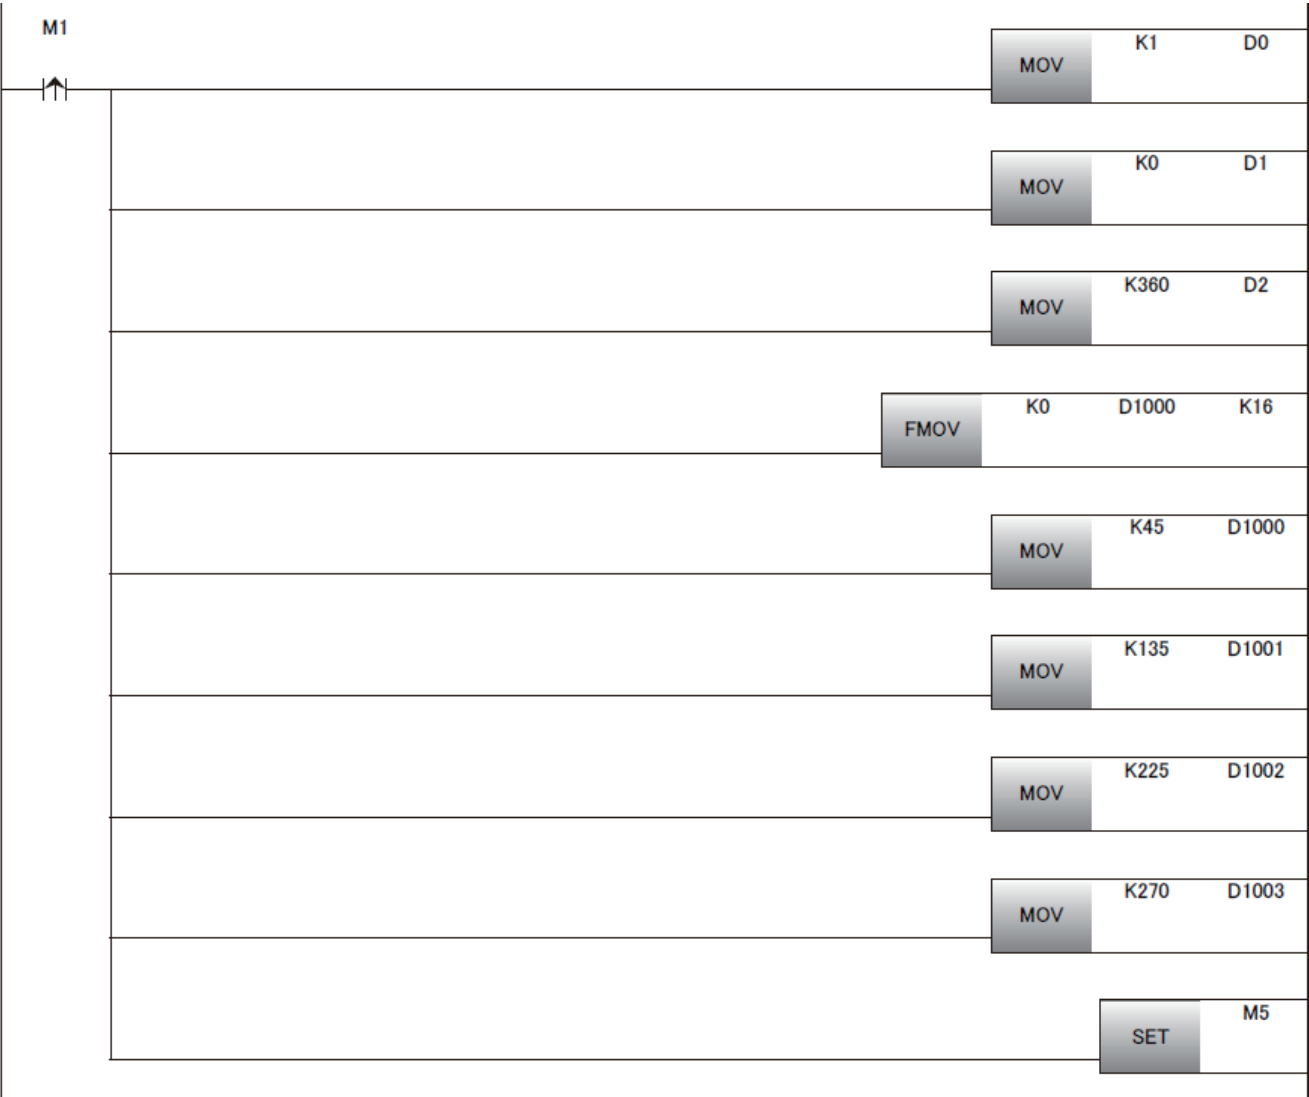 M1
MOV K1 D0
MOV K0 D1
MOV K360 D2
FMOV K0 D1000 K16
MOV K45 D1000
MOV K135 D1001
MOV K225 D1002
MOV K270 D1003
SET M5